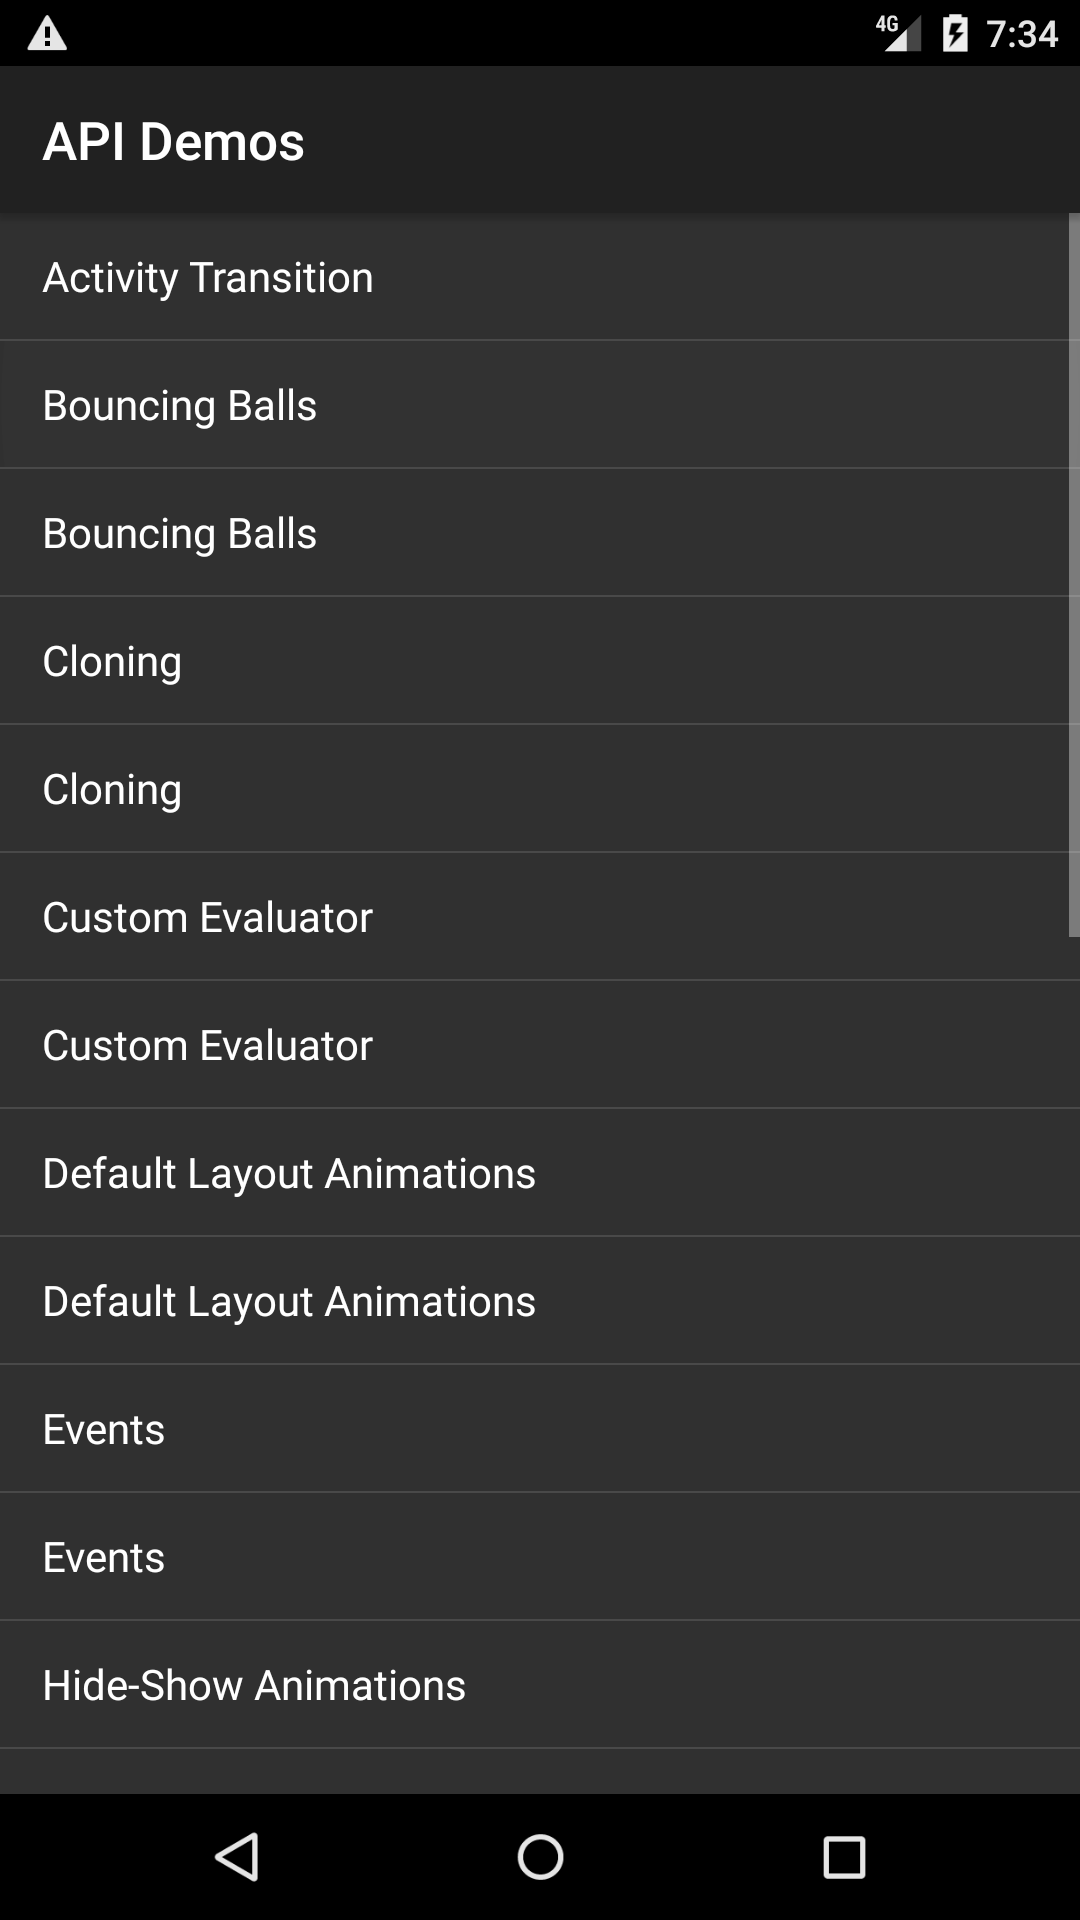 4G 7:34
API Demos
Activity Transition
Bouncing Balls
Bouncing Balls
Cloning
Cloning
Custom Evaluator
Custom Evaluator
Default Layout Animations
Default Layout Animations
Events
Events
Hide-Show Animations